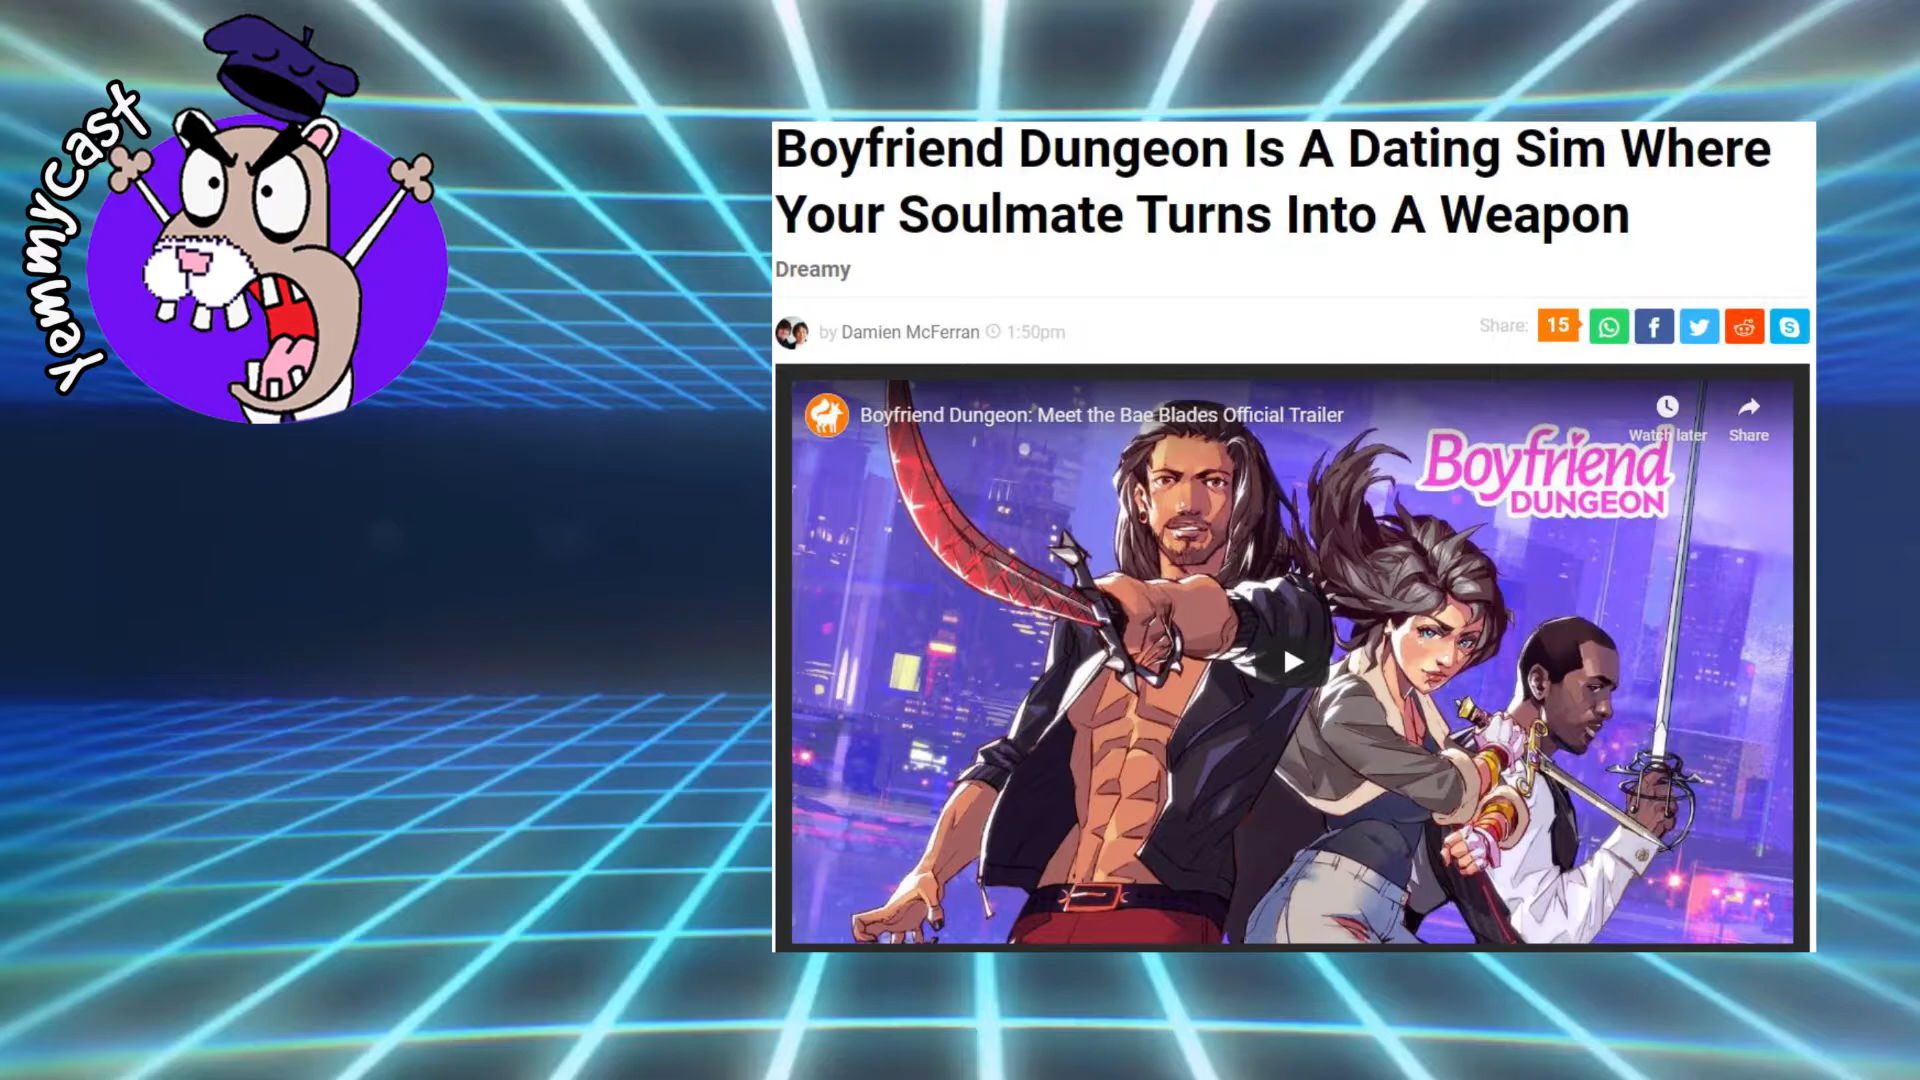 Yammycast
Boyfriend Dungeon Is A Dating Sim Where
Your Soulmate Turns Into A Weapon
Dreamy
by Damien McFerran 1:50pm
Share: 15
Boyfriend Dungeon: Meet the Bae Blades Official Trailer
Watch later
Share
Boyfriend
DUNGEON